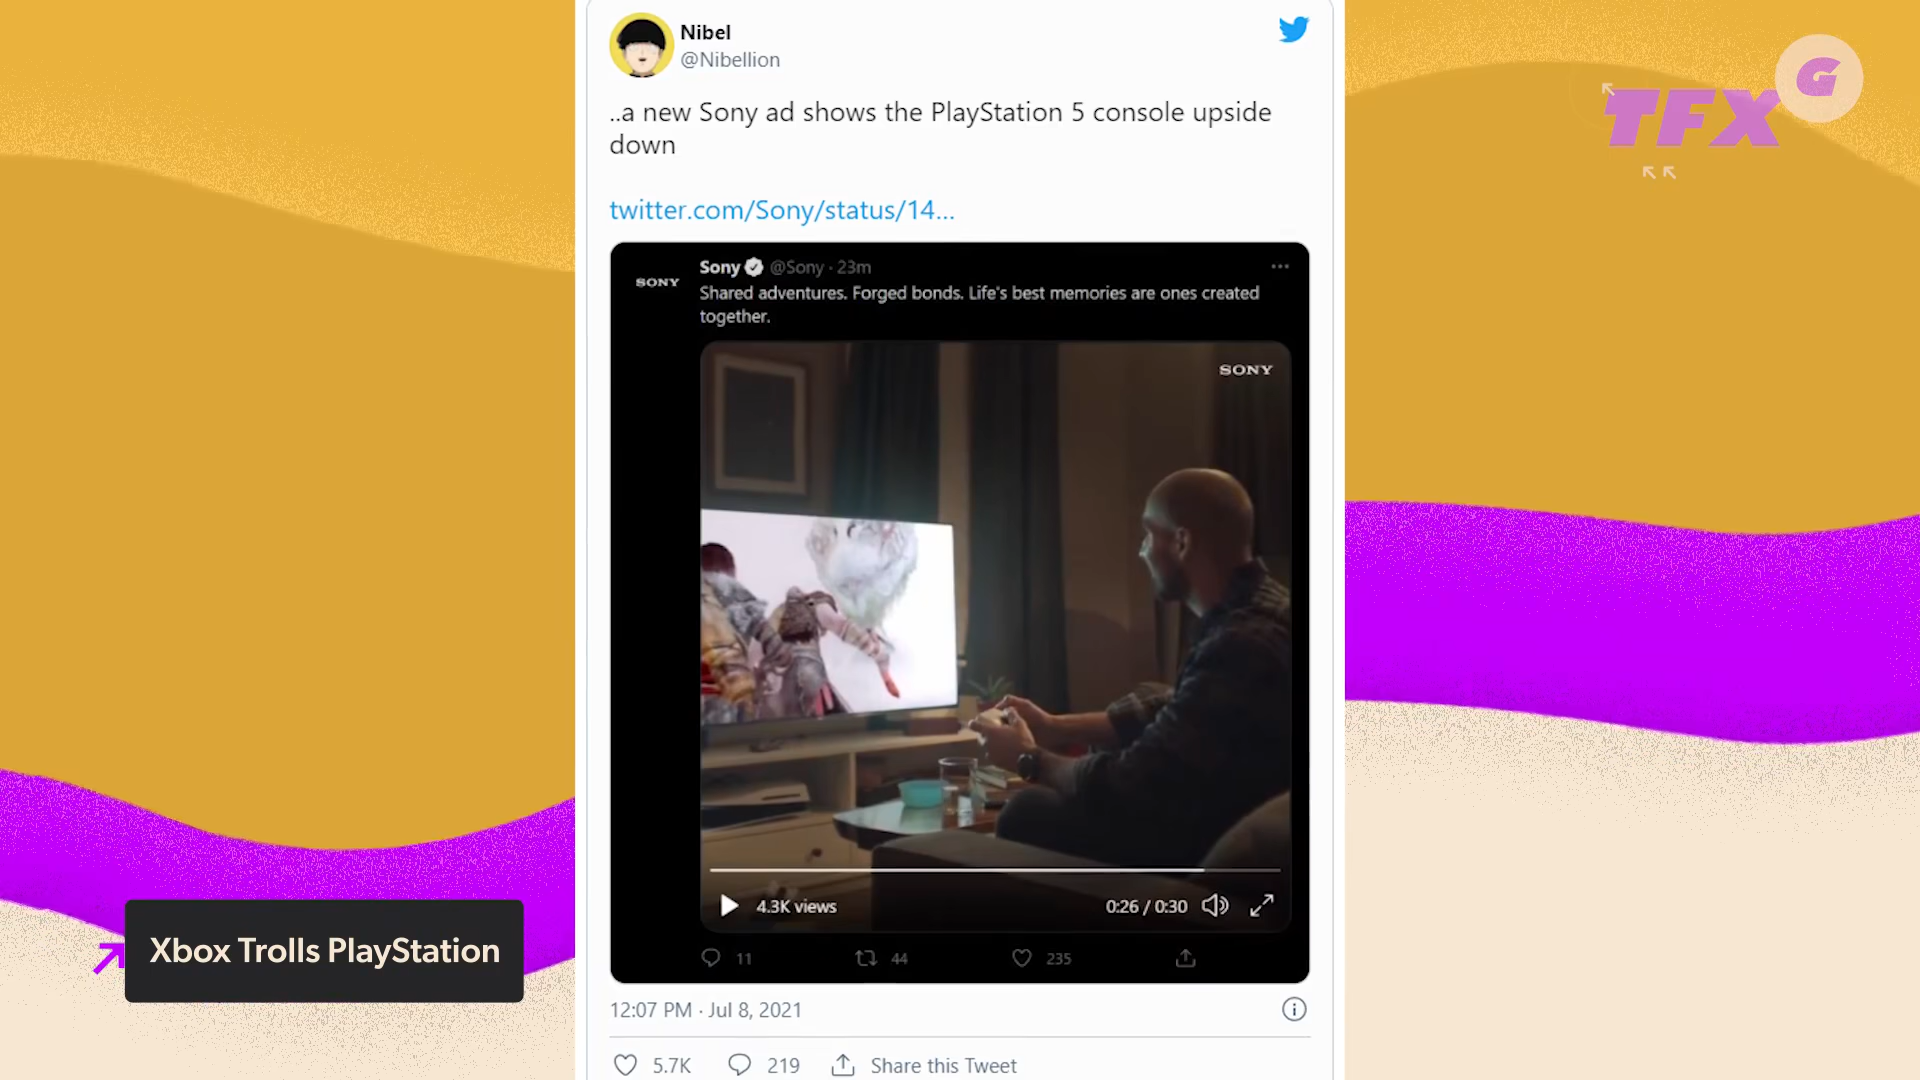 Nibel
@Nibellion
..a new Sony ad shows the PlayStation 5 console upside
down
twitter.com/Sony/status/14...
SONY
Sony @Sony · 23m
Shared adventures. Forged bonds. Life's best memories are ones created
together.
SONY
4.3K views
0:26 / 0:30
11
44
235
12:07 PM · Jul 8, 2021
5.7K
219
Share this Tweet
Xbox Trolls PlayStation
TFX
G